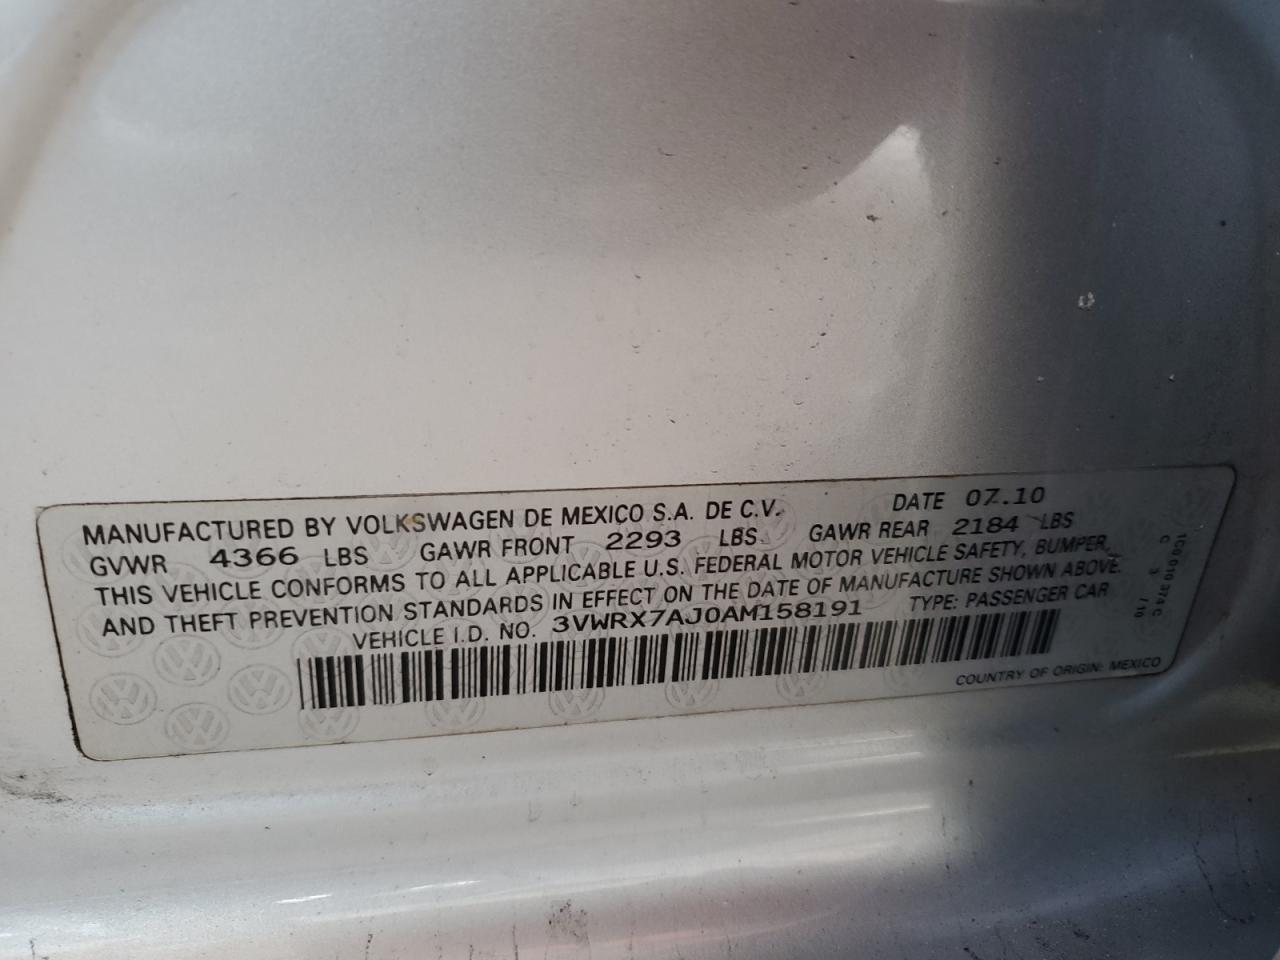 MANUFACTURED BY VOLKSWAGEN DE MEXICO S.A. DE C.V. DATE 07.10
GVWR 4366 LBS GAWR FRONT 2293 LBS GAWR REAR 2184 LBS
THIS VEHICLE CONFORMS TO ALL APPLICABLE U.S. FEDERAL MOTOR VEHICLE SAFETY, BUMPER,
AND THEFT PREVENTION STANDARDS IN EFFECT ON THE DATE OF MANUFACTURE SHOWN ABOVE.
VEHICLE I.D. NO. 3VWRX7AJ0AM158191 TYPE: PASSENGER CAR
COUNTRY OF ORIGIN: MEXICO